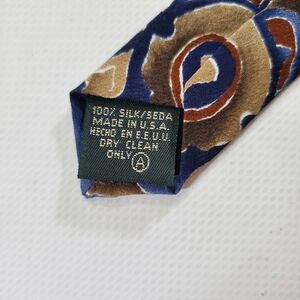 100% SILK/SEDA
MADE IN U.S.A.
HECHO EN E.E.U.U.
DRY CLEAN
ONLY Ⓐ